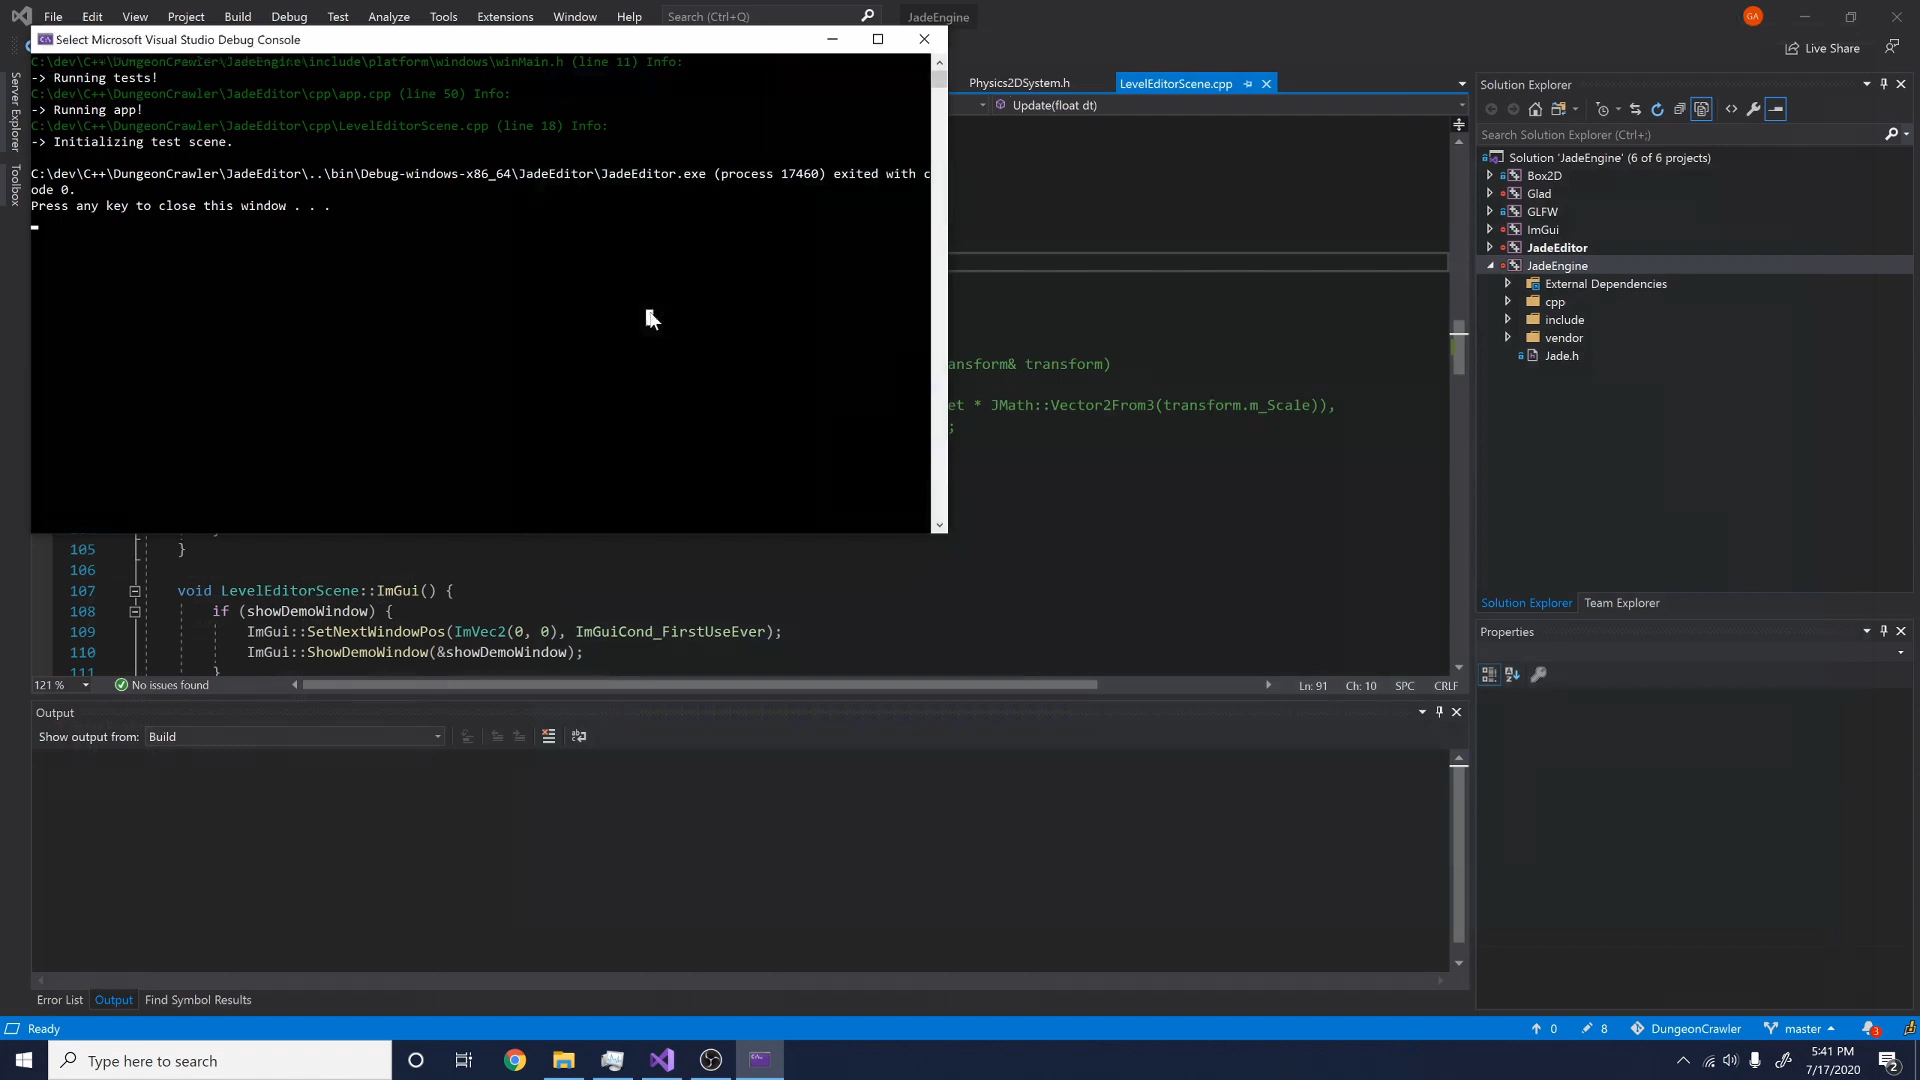 File Edit View Project Build Debug Test Analyze Tools Extensions Window Help Search (Ctrl+Q) JadeEngine GA
Live Share
Select Microsoft Visual Studio Debug Console
C:\dev\C++\DungeonCrawler\JadeEngine\include\platform\windows\winMain.h (line 11) Info:
-> Running tests!
C:\dev\C++\DungeonCrawler\JadeEditor\cpp\app.cpp (line 50) Info:
-> Running app!
C:\dev\C++\DungeonCrawler\JadeEditor\cpp\LevelEditorScene.cpp (line 18) Info:
-> Initializing test scene.
C:\dev\C++\DungeonCrawler\JadeEditor\..\bin\Debug-windows-x86_64\JadeEditor\JadeEditor.exe (process 17460) exited with c
ode 0.
Press any key to close this window . . .
Server Explorer
Toolbox
Physics2DSystem.h LevelEditorScene.cpp
Update(float dt)
ansform& transform)
et * JMath::Vector2From3(transform.m_Scale)),
;
105 }
106
107 void LevelEditorScene::ImGui() {
108 if (showDemoWindow) {
109 ImGui::SetNextWindowPos(ImVec2(0, 0), ImGuiCond_FirstUseEver);
110 ImGui::ShowDemoWindow(&showDemoWindow);
111 }
121 % No issues found Ln: 91 Ch: 10 SPC CRLF
Output
Show output from: Build
Error List Output Find Symbol Results
Solution Explorer
Search Solution Explorer (Ctrl+;)
Solution 'JadeEngine' (6 of 6 projects)
Box2D
Glad
GLFW
ImGui
JadeEditor
JadeEngine
External Dependencies
cpp
include
vendor
Jade.h
Solution Explorer Team Explorer
Properties
Ready 0 8 DungeonCrawler master 3
Type here to search
5:41 PM
7/17/2020
2